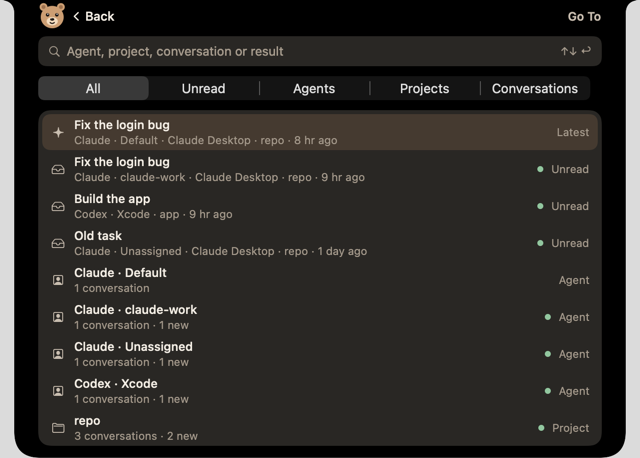 Back
Go To
Agent, project, conversation or result
All
Unread
Agents
Projects
Conversations
Fix the login bug
Claude · Default · Claude Desktop · repo · 8 hr ago
Latest
Fix the login bug
Claude · claude-work · Claude Desktop · repo · 9 hr ago
Unread
Build the app
Codex · Xcode · app · 9 hr ago
Unread
Old task
Claude · Unassigned · Claude Desktop · repo · 1 day ago
Unread
Claude · Default
1 conversation
Agent
Claude · claude-work
1 conversation · 1 new
Agent
Claude · Unassigned
1 conversation · 1 new
Agent
Codex · Xcode
1 conversation · 1 new
Agent
repo
3 conversations · 2 new
Project